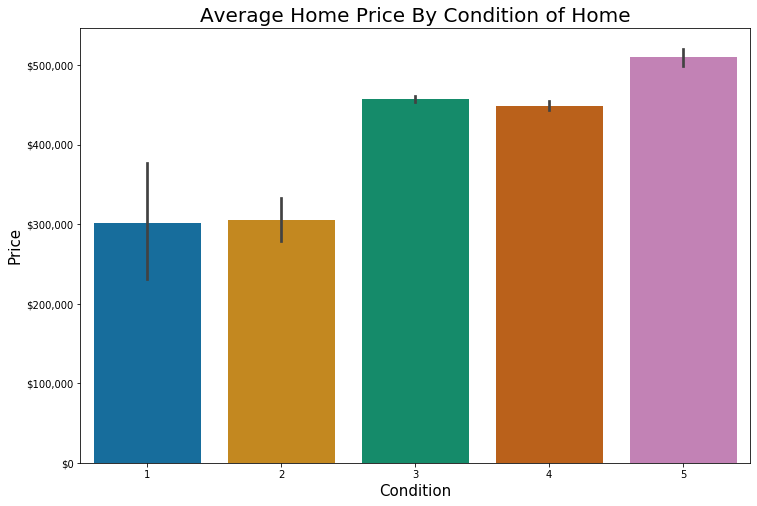 Average Home Price By Condition of Home
$500,000
$400,000
$300,000
$200,000
$100,000
$0
Price
1 2 3 4 5
Condition